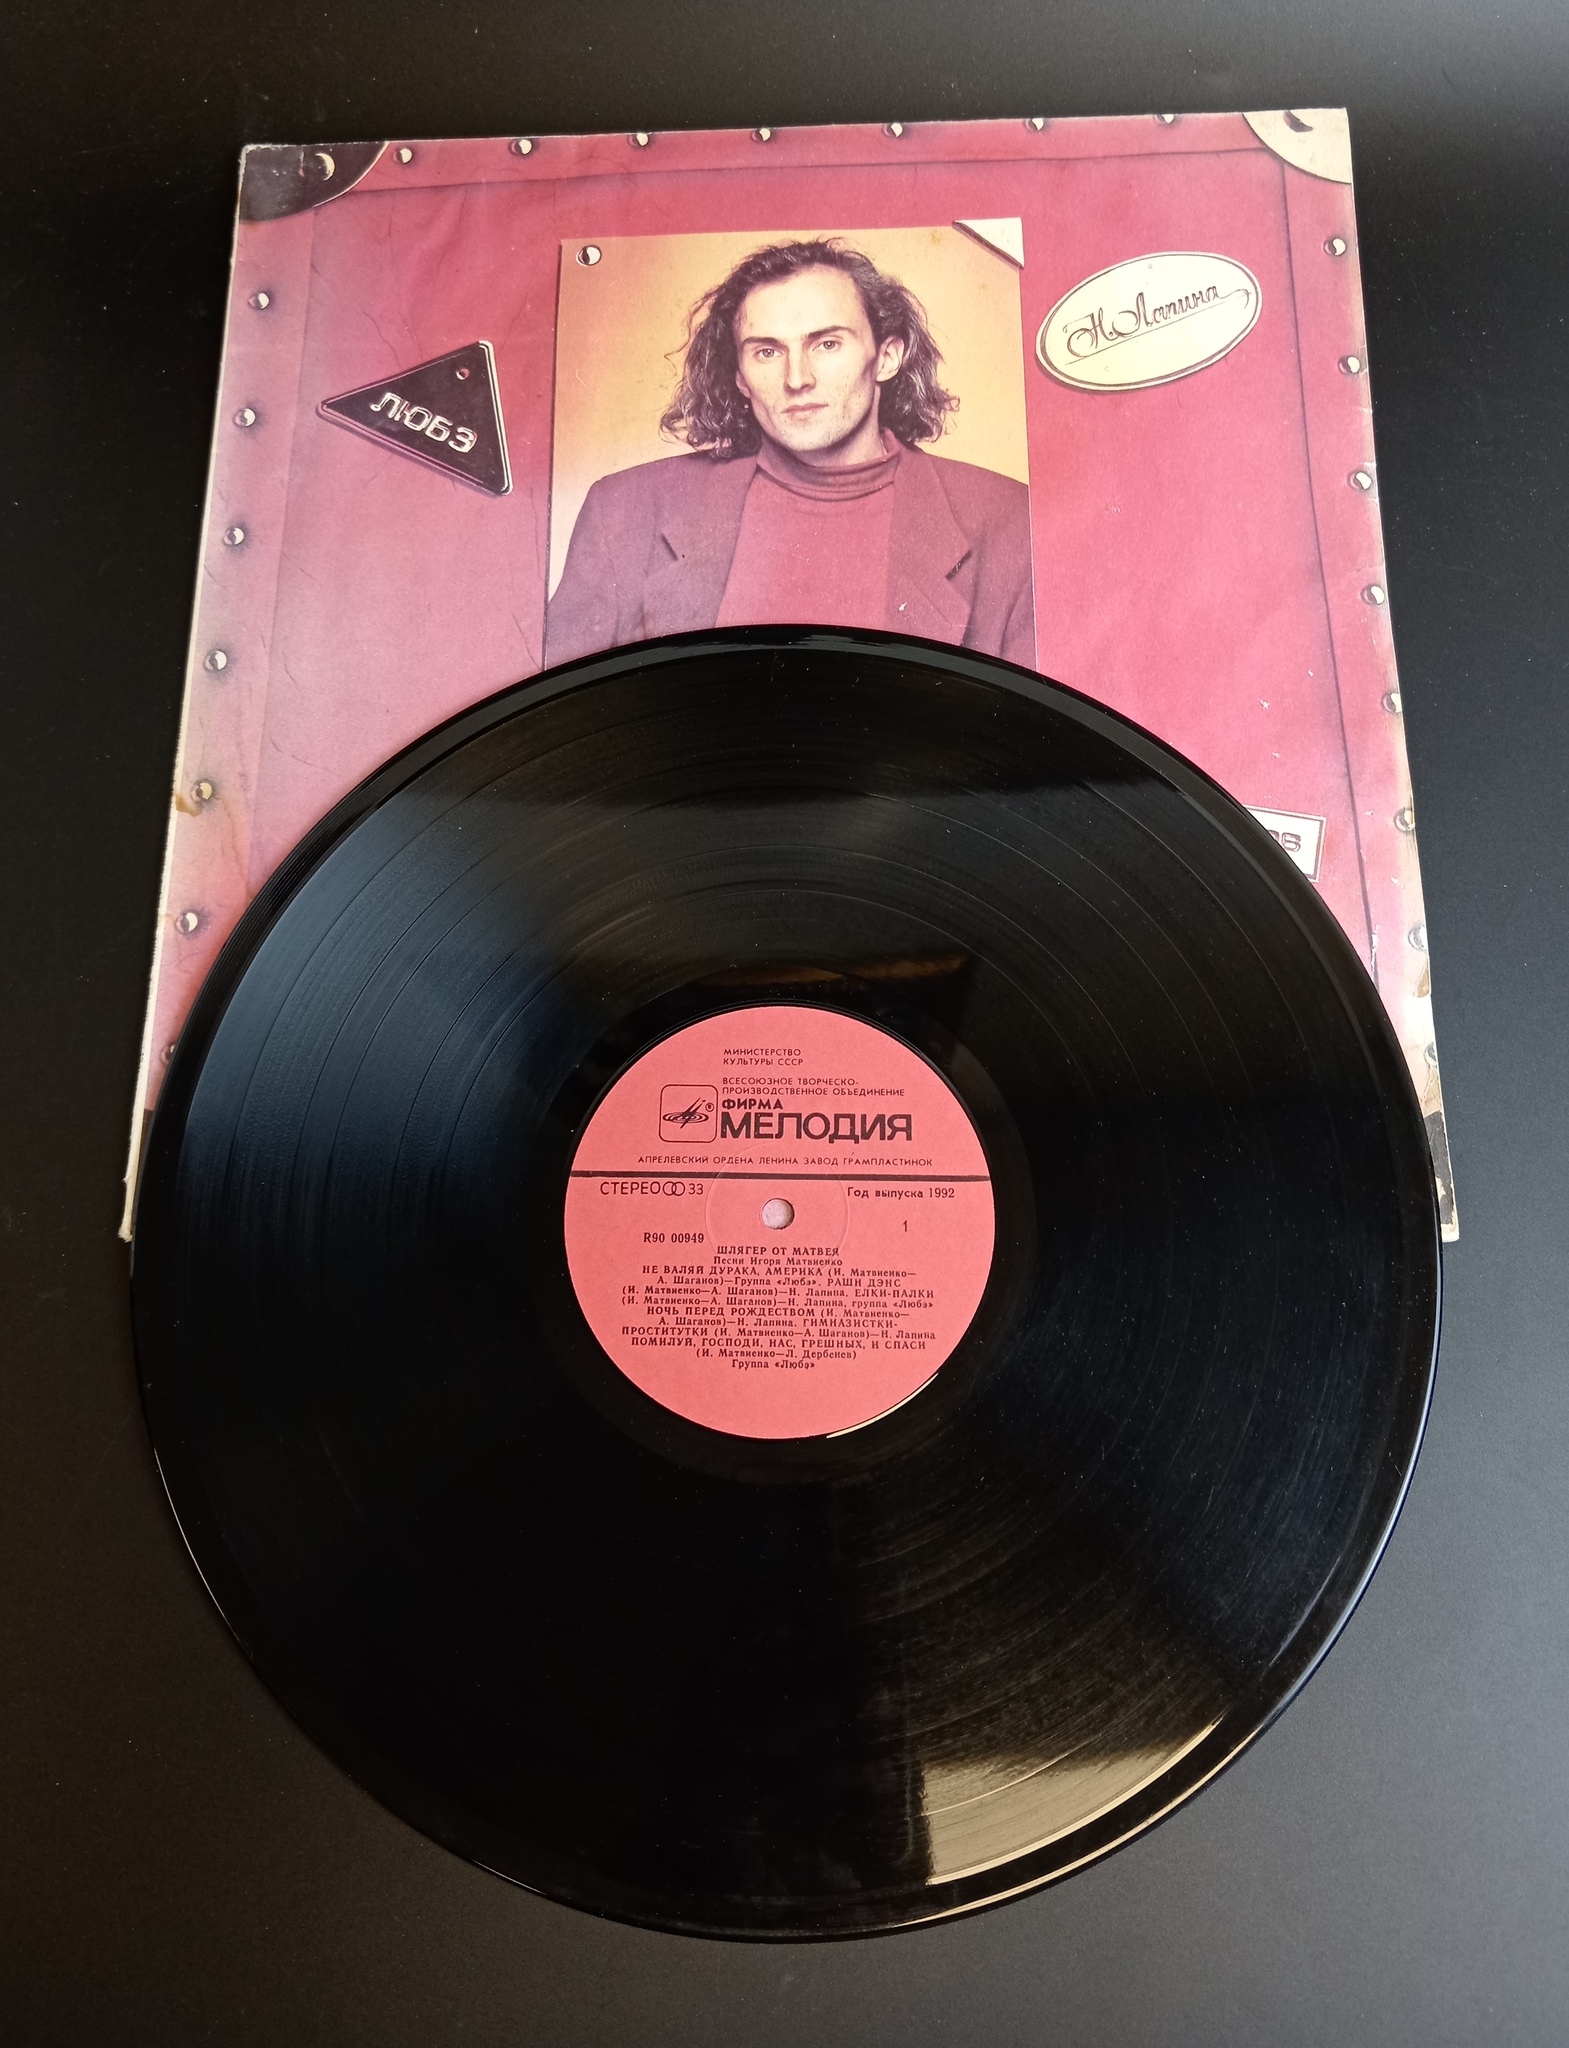 Н. Лапина
ЛЮБЭ
МИНИСТЕРСТВО
КУЛЬТУРЫ СССР
ВСЕСОЮЗНОЕ ТВОРЧЕСКО-
ПРОИЗВОДСТВЕННОЕ ОБЪЕДИНЕНИЕ
ФИРМА
® МЕЛОДИЯ
АПРЕЛЕВСКИЙ ОРДЕНА ЛЕНИНА ЗАВОД ГРАМПЛАСТИНОК
СТЕРЕО 33 Год выпуска 1992
R90 00949 1
ШЛЯГЕР ОТ МАТВЕЯ
Песни Игоря Матвиенко
НЕ ВАЛЯЙ ДУРАКА, АМЕРИКА (И. Матвиенко—
А. Шаганов)—Группа «Любэ». РАШН ДЭНС
(И. Матвиенко—А. Шаганов)—Н. Лапина. ЕЛКИ-ПАЛКИ
(И. Матвиенко—А. Шаганов)—Н. Лапина, группа «Любэ»
НОЧЬ ПЕРЕД РОЖДЕСТВОМ (И. Матвиенко—
А. Шаганов)—Н. Лапина. ГИМНАЗИСТКИ-
ПРОСТИТУТКИ (И. Матвиенко—А. Шаганов)—Н. Лапина
ПОМИЛУЙ, ГОСПОДИ, НАС, ГРЕШНЫХ, И СПАСИ
(И. Матвиенко—Л. Дербенев)
Группа «Любэ»